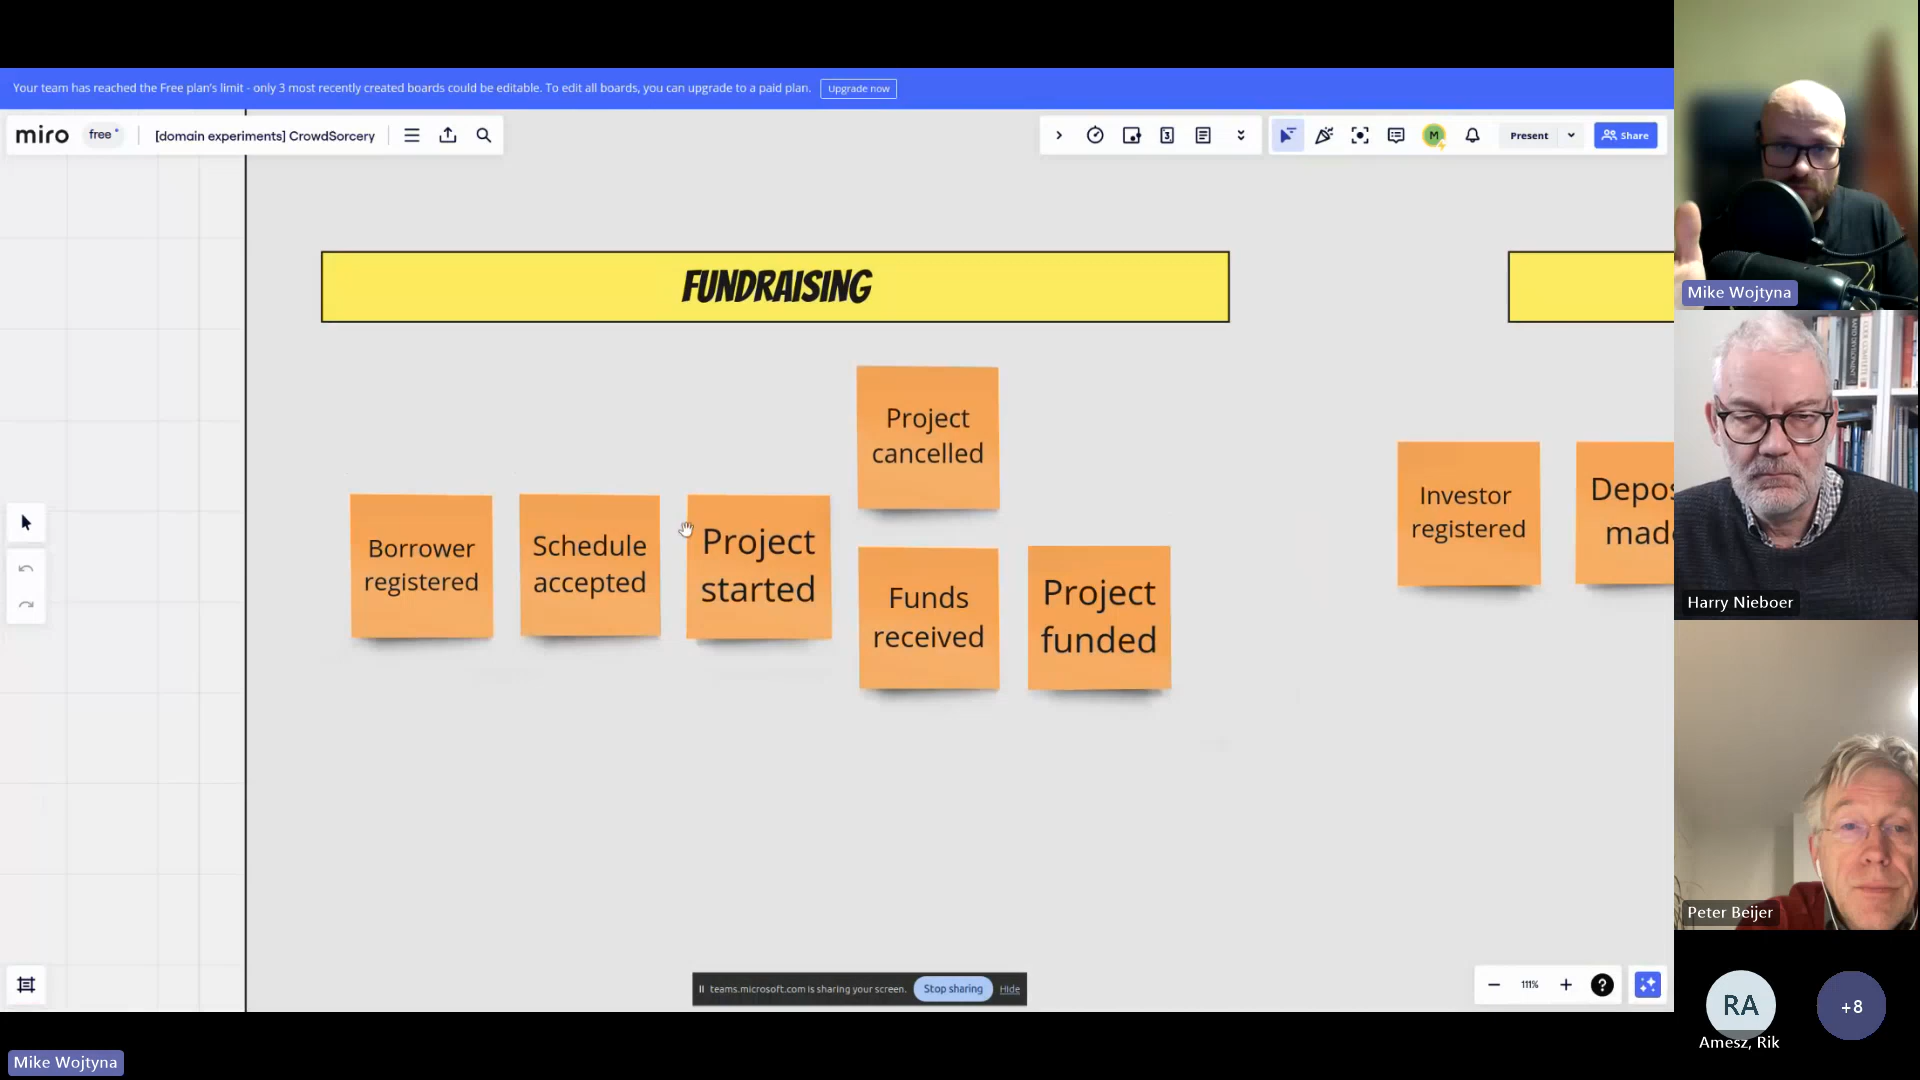 Your team has reached the Free plan's limit - only 3 most recently created boards could be editable. To edit all boards, you can upgrade to a paid plan.
Upgrade now
miro
free
[domain experiments] CrowdSorcery
3
M
Present
Share
FUNDRAISING
Project
cancelled
Borrower
registered
Schedule
accepted
Project
started
Funds
received
Project
funded
Investor
registered
Depos
mad
teams.microsoft.com is sharing your screen.
Stop sharing
Hide
111%
?
Mike Wojtyna
Harry Nieboer
Peter Beijer
RA
+8
Amesz, Rik
Mike Wojtyna